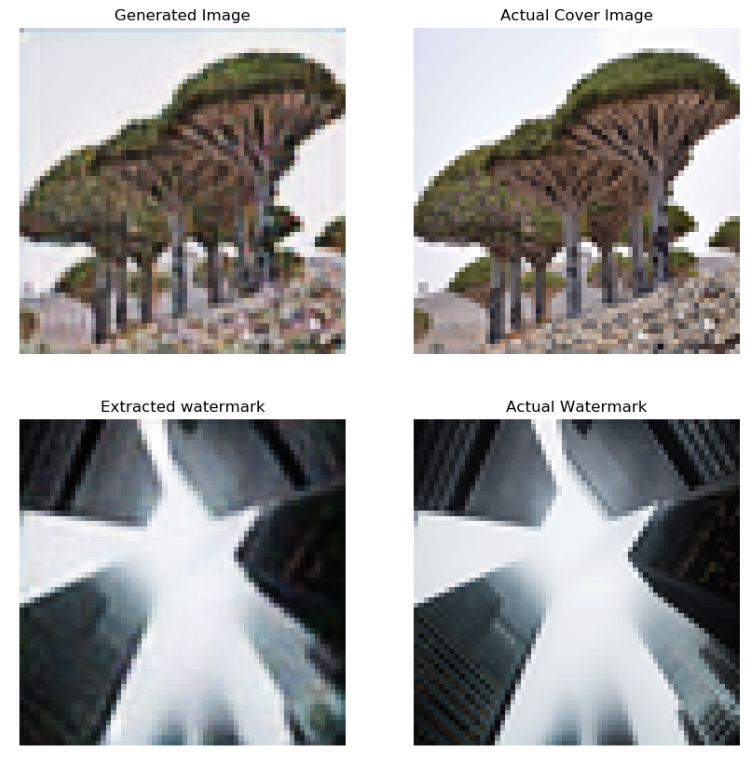 Generated Image
Actual Cover Image
Extracted watermark
Actual Watermark